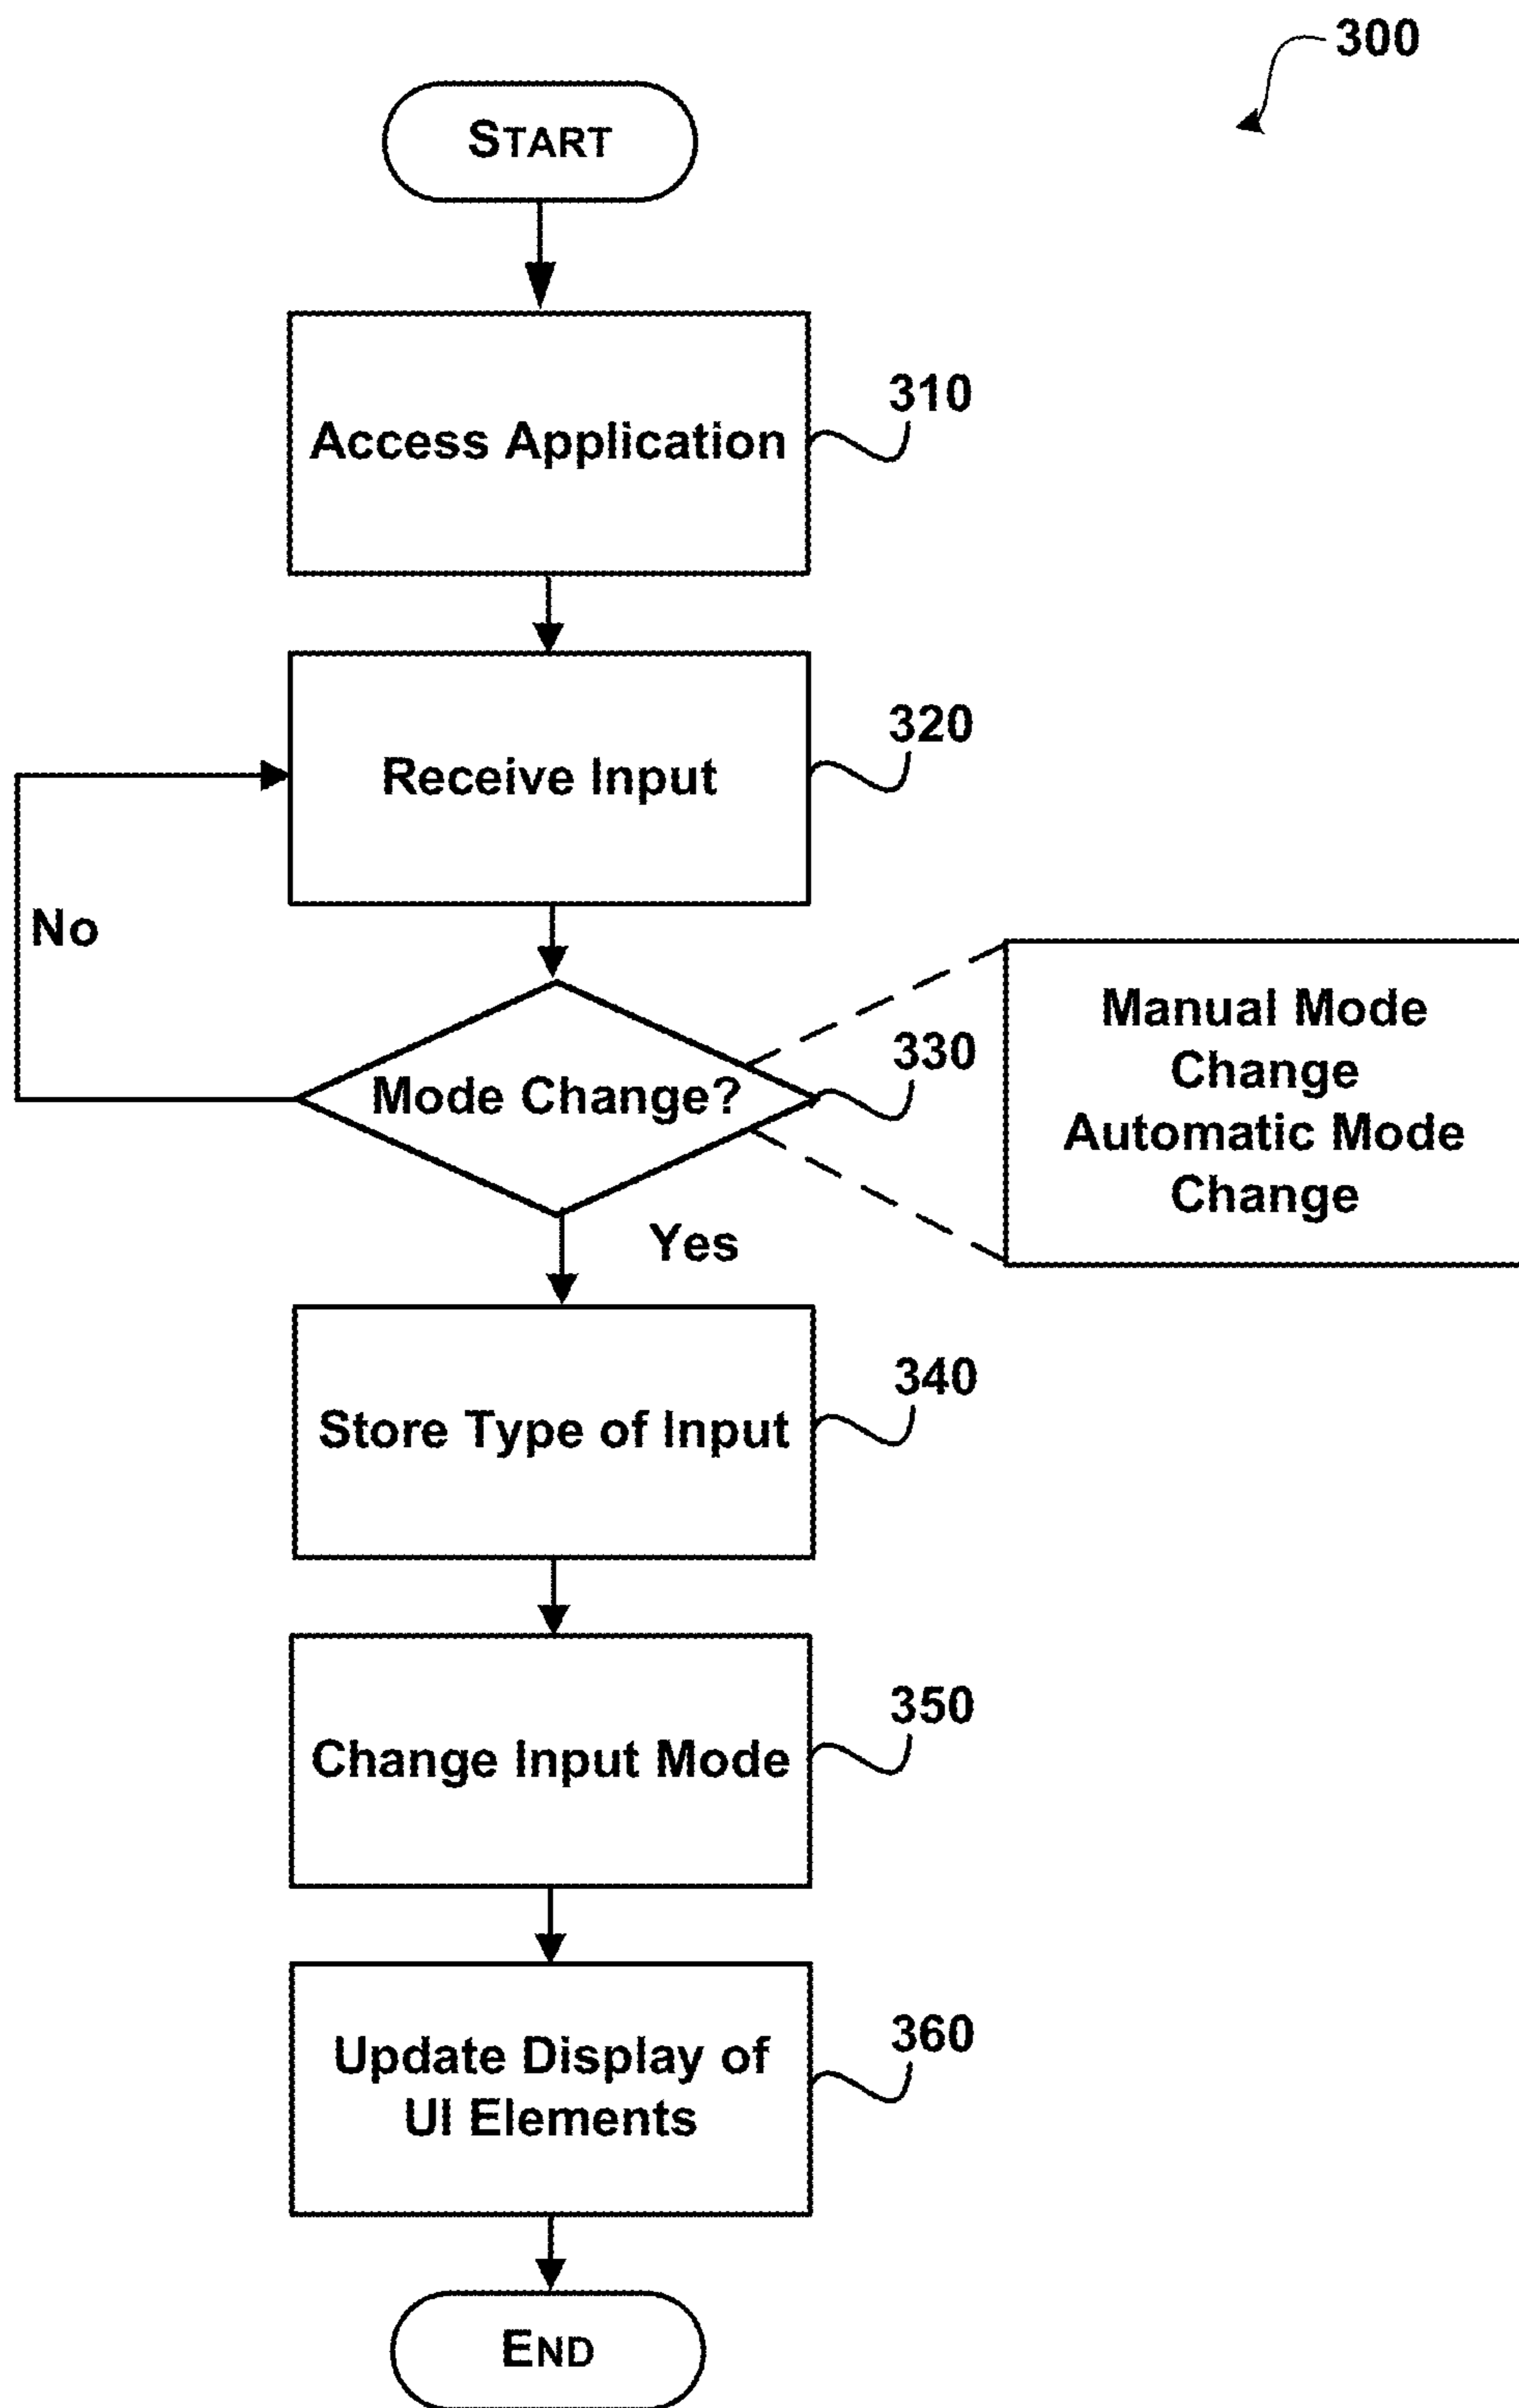 300
START
310
Access Application
320
Receive Input
No
330
Mode Change?
Manual Mode
Change
Automatic Mode
Change
Yes
340
Store Type of Input
350
Change Input Mode
360
Update Display of
UI Elements
END